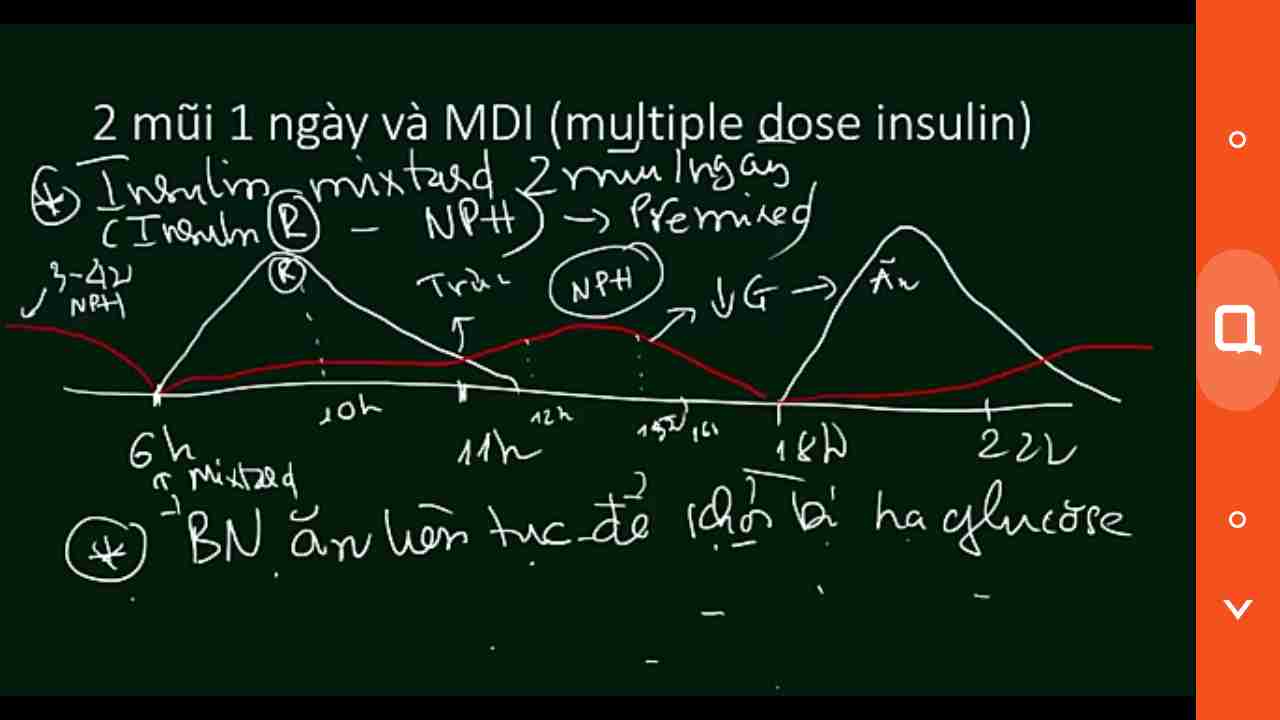 2 mũi 1 ngày và MDI (multiple dose insulin)
Insulin mixtard 2 mũi 1 ngày
(Insulin R - NPH) → Premixed
3-4h
NPH
R
Trưa
NPH
↓G → Ăn
10h
12h
15h
16h
6h
11h
18h
22h
↑ mixtard
BN ăn liên tục để khỏi bị hạ glucose